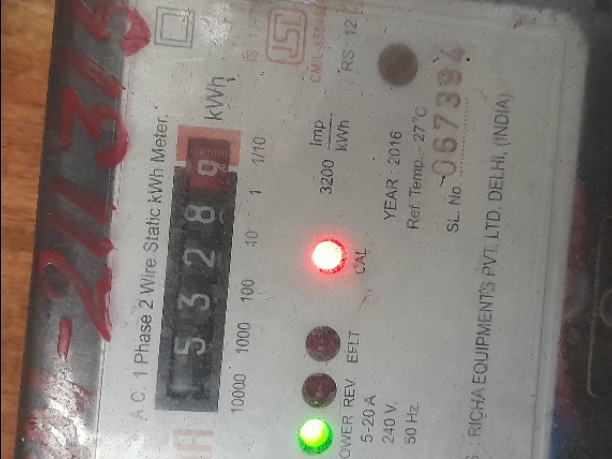 A.C. 1 Phase 2 Wire Static kWh Meter.
5 3 2 8 9 kWh
10000 1000 100 10 1 1/10
CAL
3200 Imp
kWh
REV. EFLT
5-20 A
240 V.
50 Hz.
RS : 12
YEAR : 2016
Ref. Temp. : 27°C
SL. No. 067394
RICHA EQUIPMENTS PVT. LTD. DELHI, (INDIA)